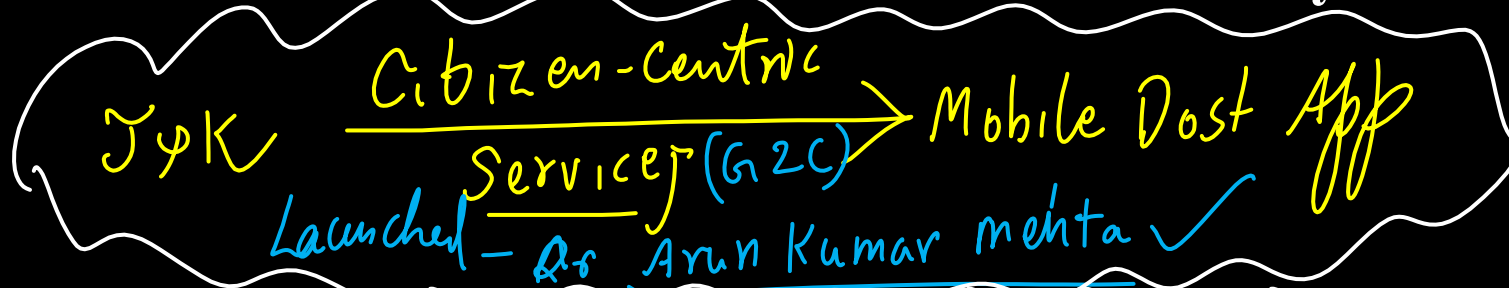 J&K Citizen-Centric Services (G2C) Mobile Dost App
Launched - Dr Arun Kumar mehta